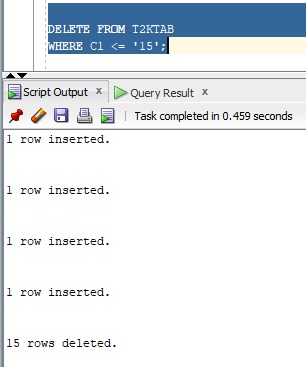 DELETE FROM T2KTAB
WHERE C1 <= '15';
Script Output x Query Result x
Task completed in 0.459 seconds
1 row inserted.
1 row inserted.
1 row inserted.
1 row inserted.
15 rows deleted.